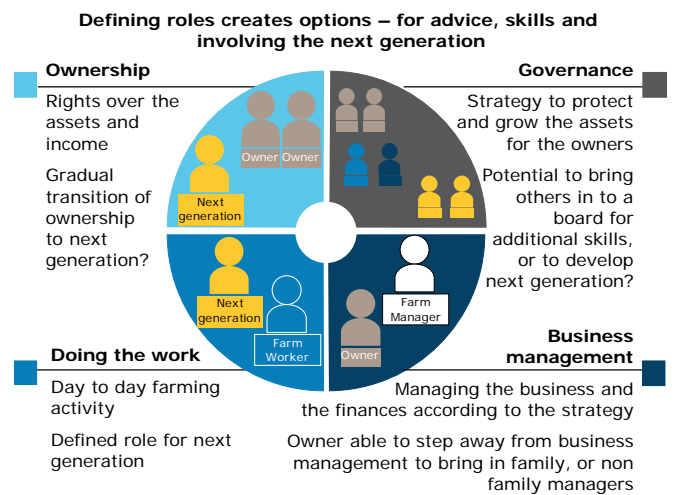 Defining roles creates options – for advice, skills and
involving the next generation
Ownership
Rights over the
assets and
income
Gradual
transition of
ownership
to next
generation?
Governance
Strategy to protect
and grow the assets
for the owners
Potential to bring
others in to a
board for
additional skills,
or to develop
next generation?
Owner
Owner
Next
generation
Next
generation
Farm
Worker
Farm
Manager
Owner
Doing the work
Day to day farming
activity
Defined role for next
generation
Business
management
Managing the business and
the finances according to the strategy
Owner able to step away from business
management to bring in family, or non
family managers